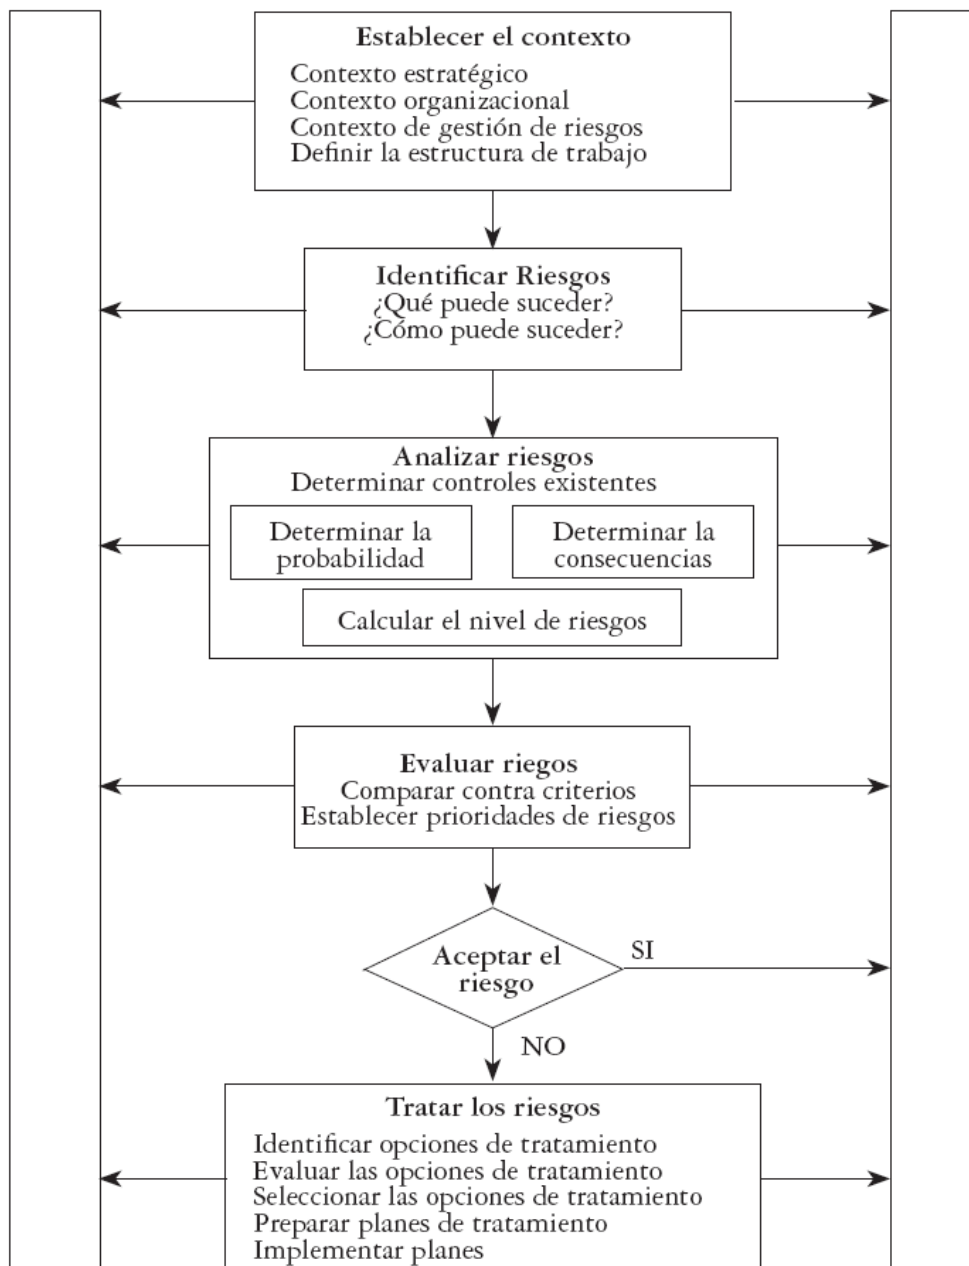 Establecer el contexto
Contexto estratégico
Contexto organizacional
Contexto de gestión de riesgos
Definir la estructura de trabajo
Identificar Riesgos
¿Qué puede suceder?
¿Cómo puede suceder?
Analizar riesgos
Determinar controles existentes
Determinar la
probabilidad
Determinar la
consecuencias
Calcular el nivel de riesgos
Evaluar riegos
Comparar contra criterios
Establecer prioridades de riesgos
Aceptar el
riesgo
SI
NO
Tratar los riesgos
Identificar opciones de tratamiento
Evaluar las opciones de tratamiento
Seleccionar las opciones de tratamiento
Preparar planes de tratamiento
Implementar planes